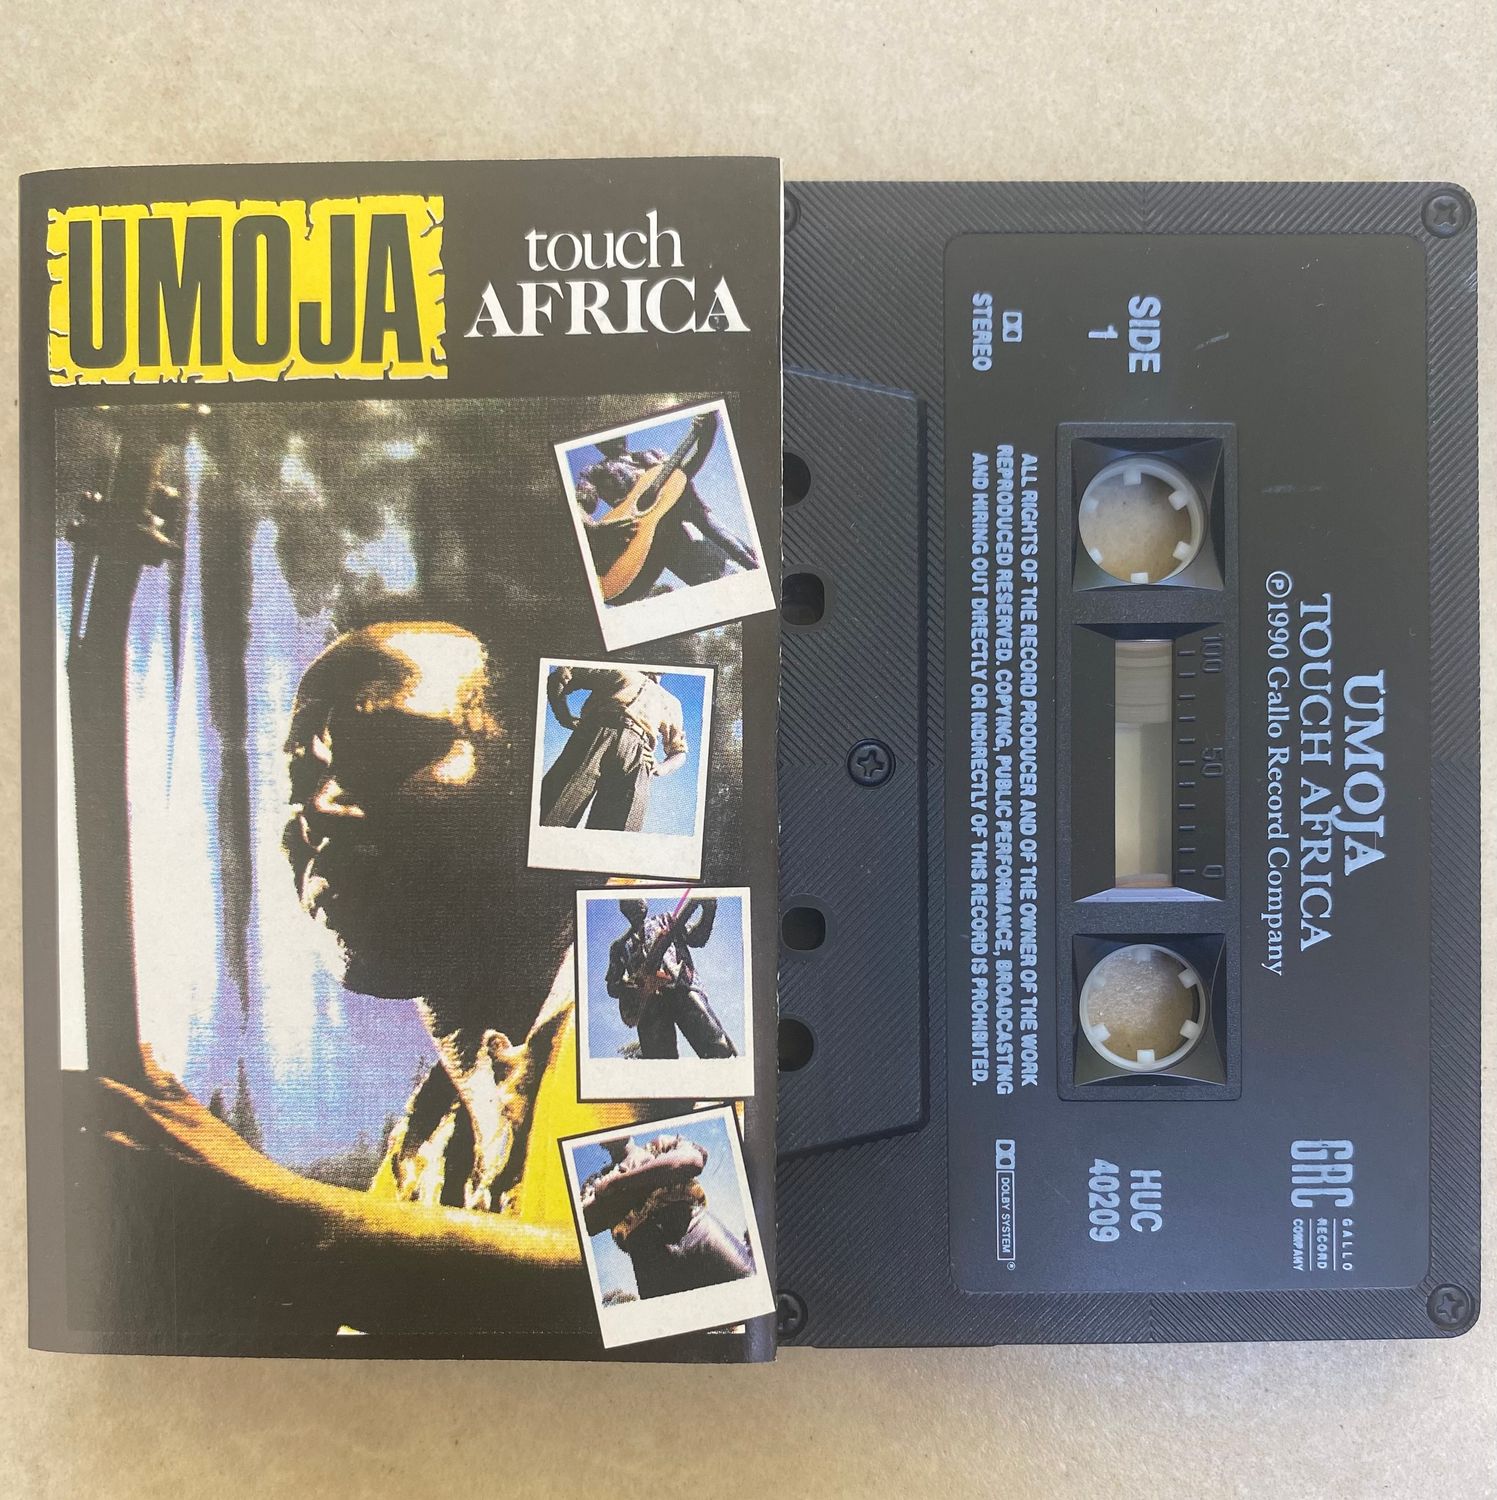 UMOJA
touch
AFRICA
UMOJA
TOUCH AFRICA
℗1990 Gallo Record Company
SIDE
1
STEREO
100
50
0
ALL RIGHTS OF THE RECORD PRODUCER AND OF THE OWNER OF THE WORK
REPRODUCED RESERVED. COPYING, PUBLIC PERFORMANCE, BROADCASTING
AND HIRING OUT DIRECTLY OR INDIRECTLY OF THIS RECORD IS PROHIBITED.
GRC
GALLO
RECORD
COMPANY
HUC
40209
DOLBY SYSTEM®